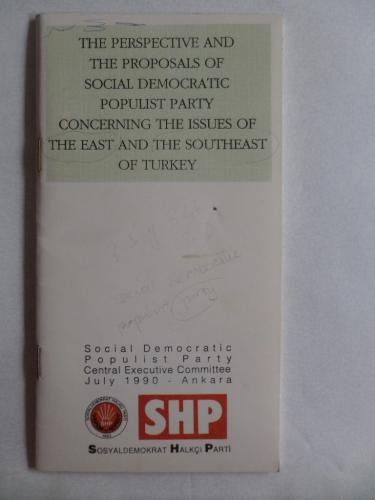 THE PERSPECTIVE AND
THE PROPOSALS OF
SOCIAL DEMOCRATIC
POPULIST PARTY
CONCERNING THE ISSUES OF
THE EAST AND THE SOUTHEAST
OF TURKEY
Social Democratic
Populist Party
Central Executive Committee
July 1990 - Ankara
SHP
SOSYALDEMOKRAT HALKÇI PARTİ